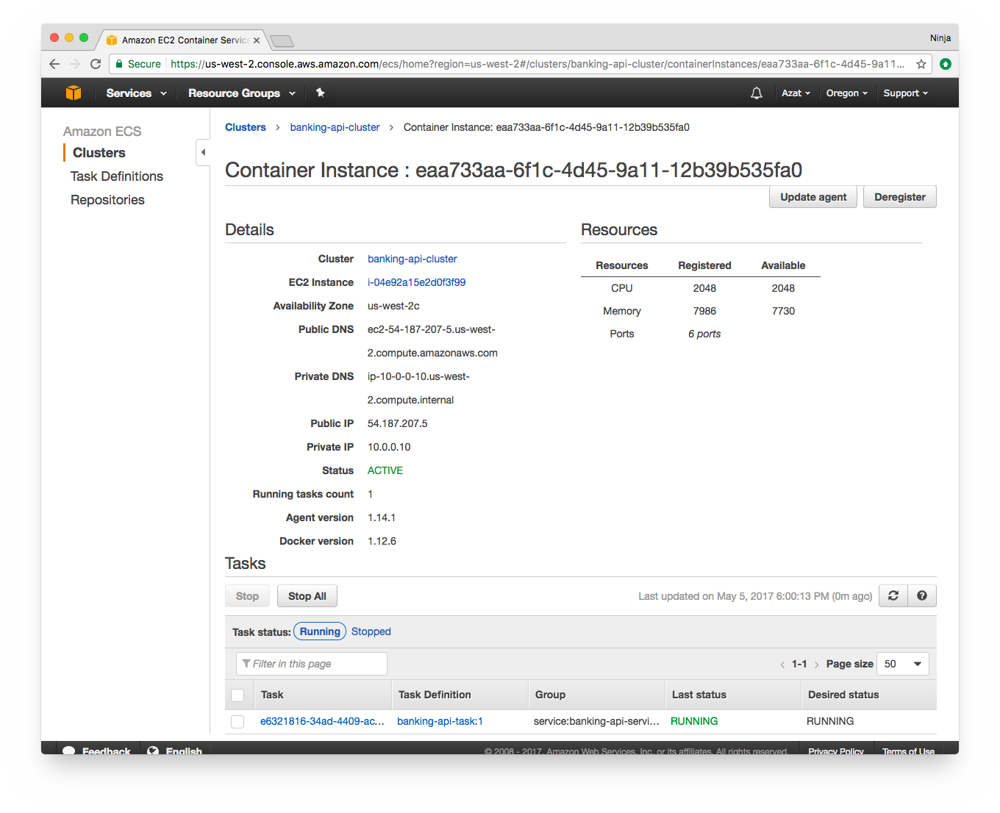 Amazon EC2 Container Service
Ninja
Secure
https://us-west-2.console.aws.amazon.com/ecs/home?region=us-west-2#/clusters/banking-api-cluster/containerInstances/eaa733aa-6f1c-4d45-9a11...
Services
Resource Groups
Azat
Oregon
Support
Amazon ECS
Clusters
Task Definitions
Repositories
Clusters > banking-api-cluster > Container Instance: eaa733aa-6f1c-4d45-9a11-12b39b535fa0
Container Instance : eaa733aa-6f1c-4d45-9a11-12b39b535fa0
Update agent
Deregister
Details
Cluster banking-api-cluster
EC2 Instance i-04e92a15e2d0f3f99
Availability Zone us-west-2c
Public DNS ec2-54-187-207-5.us-west-
2.compute.amazonaws.com
Private DNS ip-10-0-0-10.us-west-
2.compute.internal
Public IP 54.187.207.5
Private IP 10.0.0.10
Status ACTIVE
Running tasks count 1
Agent version 1.14.1
Docker version 1.12.6
Resources
Resources Registered Available
CPU 2048 2048
Memory 7986 7730
Ports 6 ports
Tasks
Stop
Stop All
Last updated on May 5, 2017 6:00:13 PM (0m ago)
Task status: Running Stopped
Filter in this page
< 1-1 > Page size 50
Task Task Definition Group Last status Desired status
e6321816-34ad-4409-ac... banking-api-task:1 service:banking-api-servi... RUNNING RUNNING
Feedback
English
© 2008 - 2017, Amazon Web Services, Inc. or its affiliates. All rights reserved.
Privacy Policy
Terms of Use